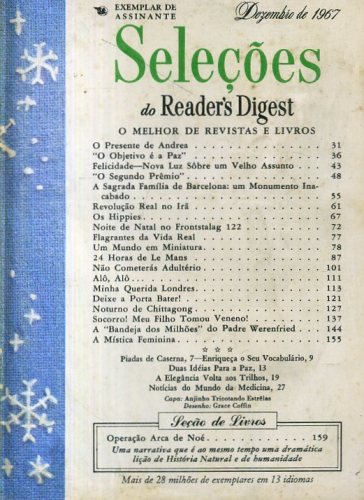 EXEMPLAR DE
ASSINANTE
Dezembro de 1967
Seleções
do Reader's Digest
O MELHOR DE REVISTAS E LIVROS
O Presente de Andrea . . . . . 31
"O Objetivo é a Paz" . . . . . 36
Felicidade—Nova Luz Sôbre um Velho Assunto . 43
"O Segundo Prêmio" . . . . . 48
A Sagrada Família de Barcelona: um Monumento Ina-
cabado . . . . . 55
Revolução Real no Irã . . . . . 61
Os Hippies . . . . . 67
Noite de Natal no Frontstalag 122 . . . . . 72
Flagrantes da Vida Real . . . . . 77
Um Mundo em Miniatura . . . . . 78
24 Horas de Le Mans . . . . . 87
Não Cometerás Adultério . . . . . 101
Alô, Alô . . . . . 111
Minha Querida Londres . . . . . 113
Deixe a Porta Bater! . . . . . 121
Noturno de Chittagong . . . . . 127
Socorro! Meu Filho Tomou Veneno! . . . . . 137
A "Bandeja dos Milhões" do Padre Werenfried . . 144
A Mística Feminina . . . . . 155
Piadas de Caserna, 7—Enriqueça o Seu Vocabulário, 9
Duas Idéias Para a Paz, 13
A Elegância Volta aos Trilhos, 19
Notícias do Mundo da Medicina, 27
Capa: Anjinho Tricotando Estrêlas
Desenho: Grace Coffin
Seção de Livros
Operação Arca de Noé . . . . . 159
Uma narrativa que é ao mesmo tempo uma dramática
lição de História Natural e de humanidade
Mais de 28 milhões de exemplares em 13 idiomas